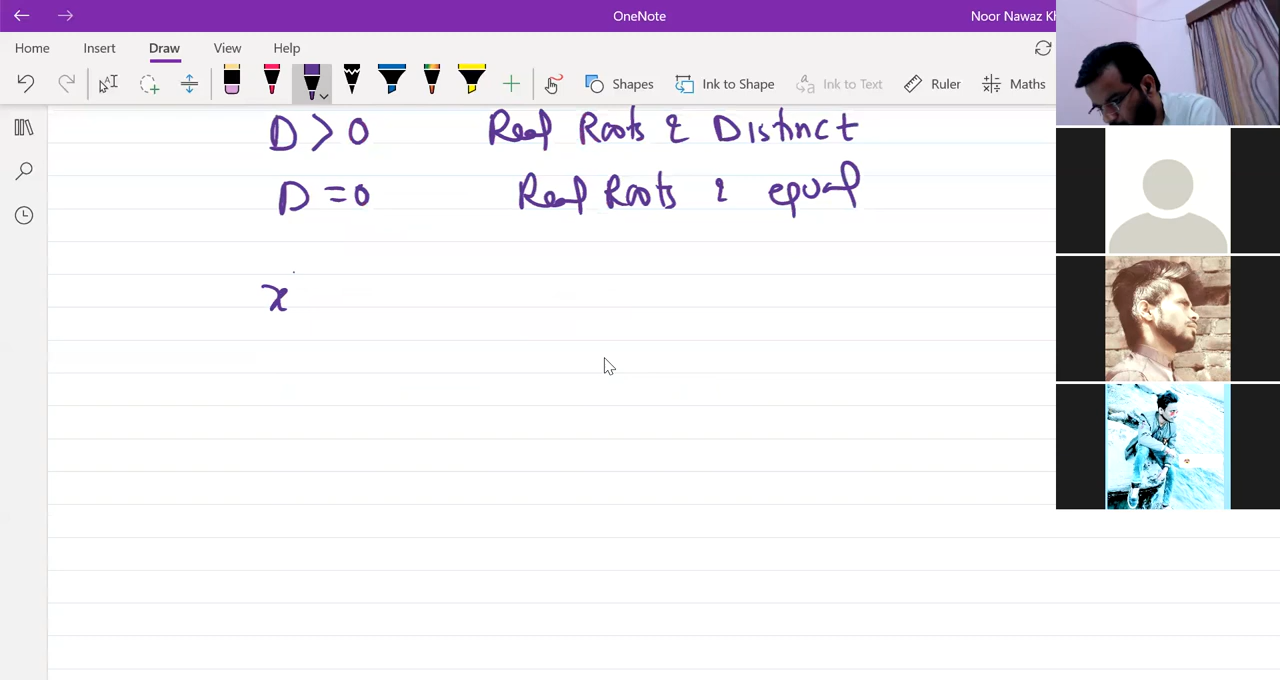 OneNote
Noor Nawaz Kh
Home Insert Draw View Help
Shapes Ink to Shape Ink to Text Ruler Maths
D > 0 Real Roots & Distinct
D = 0 Real Roots & equal
x